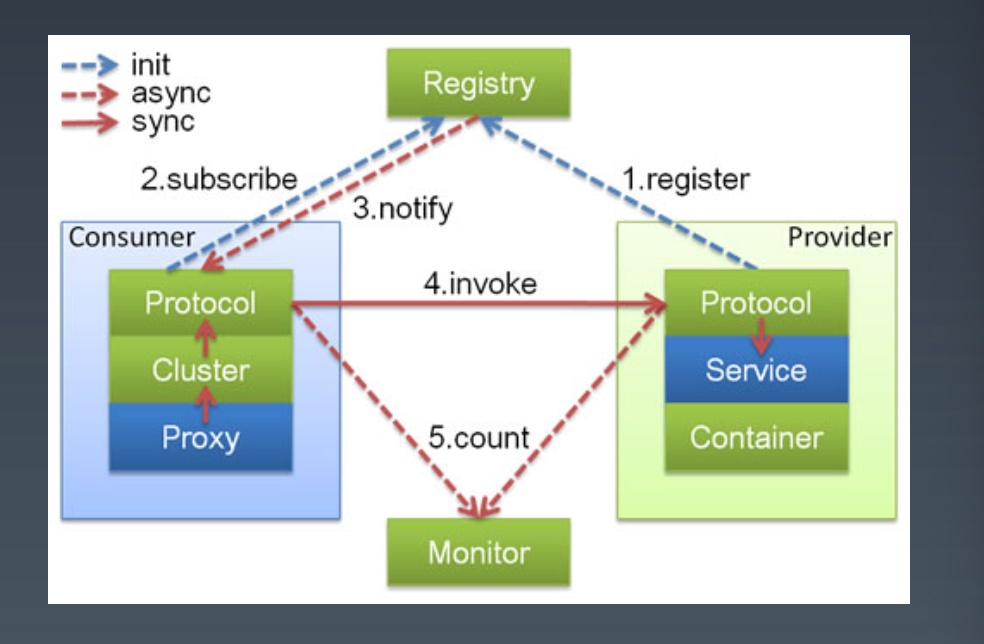 init
async
sync
Registry
2.subscribe
1.register
3.notify
Consumer
Provider
Protocol
4.invoke
Protocol
Cluster
Service
Proxy
5.count
Container
Monitor